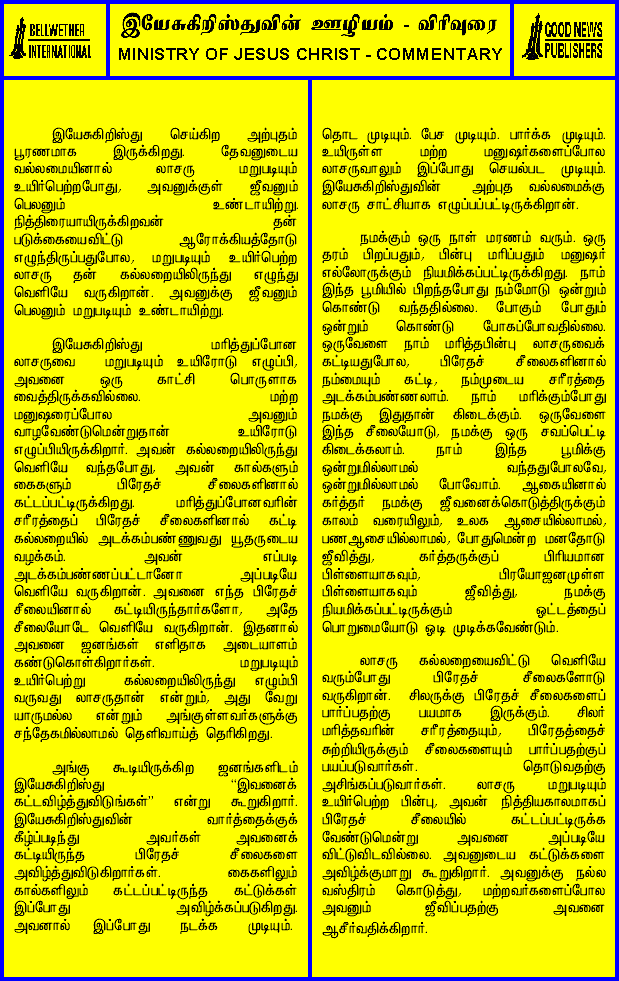 BELLWETHER
INTERNATIONAL
இயேசுகிறிஸ்துவின் ஊழியம் - விரிவுரை
MINISTRY OF JESUS CHRIST - COMMENTARY
GOOD NEWS
PUBLISHERS
இயேசுகிறிஸ்து செய்கிற அற்புதம்
பூரணமாக இருக்கிறது. தேவனுடைய
வல்லமையினால் லாசரு மறுபடியும்
உயிர்பெற்றபோது, அவனுக்குள் ஜீவனும்
பெலனும் உண்டாயிற்று.
நித்திரையாயிருக்கிறவன் தன்
படுக்கையைவிட்டு ஆரோக்கியத்தோடு
எழுந்திருப்பதுபோல, மறுபடியும் உயிர்பெற்ற
லாசரு தன் கல்லறையிலிருந்து எழுந்து
வெளியே வருகிறான். அவனுக்கு ஜீவனும்
பெலனும் மறுபடியும் உண்டாயிற்று.
இயேசுகிறிஸ்து மரித்துப்போன
லாசருவை மறுபடியும் உயிரோடு எழுப்பி,
அவனை ஒரு காட்சி பொருளாக
வைத்திருக்கவில்லை. மற்ற
மனுஷரைப்போல அவனும்
வாழவேண்டுமென்றுதான் உயிரோடு
எழுப்பியிருக்கிறார். அவன் கல்லறையிலிருந்து
வெளியே வந்தபோது, அவன் கால்களும்
கைகளும் பிரேதச் சீலைகளினால்
கட்டப்பட்டிருக்கிறது. மரித்துப்போனவரின்
சரீரத்தைப் பிரேதச் சீலைகளினால் கட்டி
கல்லறையில் அடக்கம்பண்ணுவது யூதருடைய
வழக்கம். அவன் எப்படி
அடக்கம்பண்ணப்பட்டானோ அப்படியே
வெளியே வருகிறான். அவனை எந்த பிரேதச்
சீலையினால் கட்டியிருந்தார்களோ, அதே
சீலையோடே வெளியே வருகிறான். இதனால்
அவனை ஜனங்கள் எளிதாக அடையாளம்
கண்டுகொள்கிறார்கள். மறுபடியும்
உயிர்பெற்று கல்லறையிலிருந்து எழும்பி
வருவது லாசருதான் என்றும், அது வேறு
யாருமல்ல என்றும் அங்குள்ளவர்களுக்கு
சந்தேகமில்லாமல் தெளிவாய்த் தெரிகிறது.
அங்கு கூடியிருக்கிற ஜனங்களிடம்
இயேசுகிறிஸ்து “இவனைக்
கட்டவிழ்த்துவிடுங்கள்” என்று கூறுகிறார்.
இயேசுகிறிஸ்துவின் வார்த்தைக்குக்
கீழ்ப்படிந்து அவர்கள் அவனைக்
கட்டியிருந்த பிரேதச் சீலைகளை
அவிழ்த்துவிடுகிறார்கள். கைகளிலும்
கால்களிலும் கட்டப்பட்டிருந்த கட்டுக்கள்
இப்போது அவிழ்க்கப்படுகிறது.
அவனால் இப்போது நடக்க முடியும்.
தொட முடியும். பேச முடியும். பார்க்க முடியும்.
உயிருள்ள மற்ற மனுஷர்களைப்போல
லாசருவாலும் இப்போது செயல்பட முடியும்.
இயேசுகிறிஸ்துவின் அற்புத வல்லமைக்கு
லாசரு சாட்சியாக எழுப்பப்பட்டிருக்கிறான்.
நமக்கும் ஒரு நாள் மரணம் வரும். ஒரு
தரம் பிறப்பதும், பின்பு மரிப்பதும் மனுஷர்
எல்லோருக்கும் நியமிக்கப்பட்டிருக்கிறது. நாம்
இந்த பூமியில் பிறந்தபோது நம்மோடு ஒன்றும்
கொண்டு வந்ததில்லை. போகும் போதும்
ஒன்றும் கொண்டு போகப்போவதில்லை.
ஒருவேளை நாம் மரித்தபின்பு லாசருவைக்
கட்டியதுபோல, பிரேதச் சீலைகளினால்
நம்மையும் கட்டி, நம்முடைய சரீரத்தை
அடக்கம்பண்ணலாம். நாம் மரிக்கும்போது
நமக்கு இதுதான் கிடைக்கும். ஒருவேளை
இந்த சீலையோடு, நமக்கு ஒரு சவப்பெட்டி
கிடைக்கலாம். நாம் இந்த பூமிக்கு
ஒன்றுமில்லாமல் வந்ததுபோலவே,
ஒன்றுமில்லாமல் போவோம். ஆகையினால்
கர்த்தர் நமக்கு ஜீவனைக்கொடுத்திருக்கும்
காலம் வரையிலும், உலக ஆசையில்லாமல்,
பணஆசையில்லாமல், போதுமென்ற மனதோடு
ஜீவித்து, கர்த்தருக்குப் பிரியமான
பிள்ளையாகவும், பிரயோஜனமுள்ள
பிள்ளையாகவும் ஜீவித்து, நமக்கு
நியமிக்கப்பட்டிருக்கும் ஓட்டத்தைப்
பொறுமையோடு ஓடி முடிக்கவேண்டும்.
லாசரு கல்லறையைவிட்டு வெளியே
வரும்போது பிரேதச் சீலைகளோடு
வருகிறான். சிலருக்கு பிரேதச் சீலைகளைப்
பார்ப்பதற்கு பயமாக இருக்கும். சிலர்
மரித்தவரின் சரீரத்தையும், பிரேதத்தைச்
சுற்றியிருக்கும் சீலைகளையும் பார்ப்பதற்குப்
பயப்படுவார்கள். தொடுவதற்கு
அசிங்கப்படுவார்கள். லாசரு மறுபடியும்
உயிர்பெற்ற பின்பு, அவன் நித்தியகாலமாகப்
பிரேதச் சீலையில் கட்டப்பட்டிருக்க
வேண்டுமென்று அவனை அப்படியே
விட்டுவிடவில்லை. அவனுடைய கட்டுக்களை
அவிழ்க்குமாறு கூறுகிறார். அவனுக்கு நல்ல
வஸ்திரம் கொடுத்து, மற்றவர்களைப்போல
அவனும் ஜீவிப்பதற்கு அவனை
ஆசீர்வதிக்கிறார்.